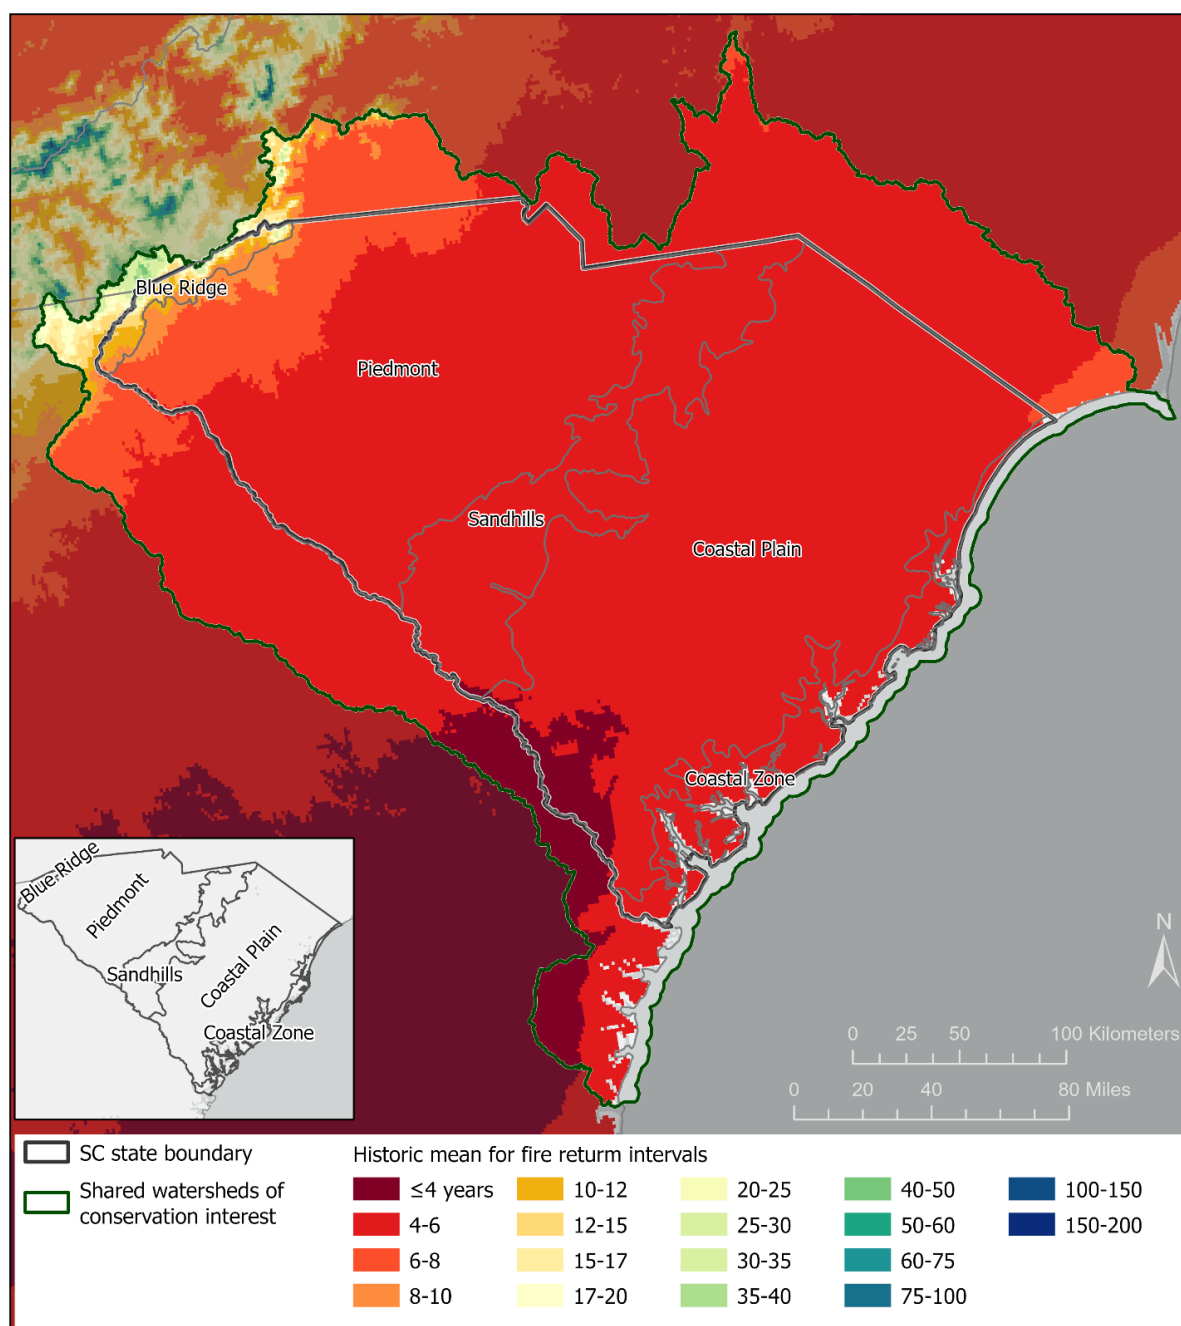 Blue Ridge
Piedmont
Sandhills
Coastal Plain
Coastal Zone
Blue Ridge
Piedmont
Sandhills
Coastal Plain
Coastal Zone
N
0 25 50 100 Kilometers
0 20 40 80 Miles
SC state boundary
Shared watersheds of
conservation interest
Historic mean for fire returm intervals
≤4 years
4-6
6-8
8-10
10-12
12-15
15-17
17-20
20-25
25-30
30-35
35-40
40-50
50-60
60-75
75-100
100-150
150-200